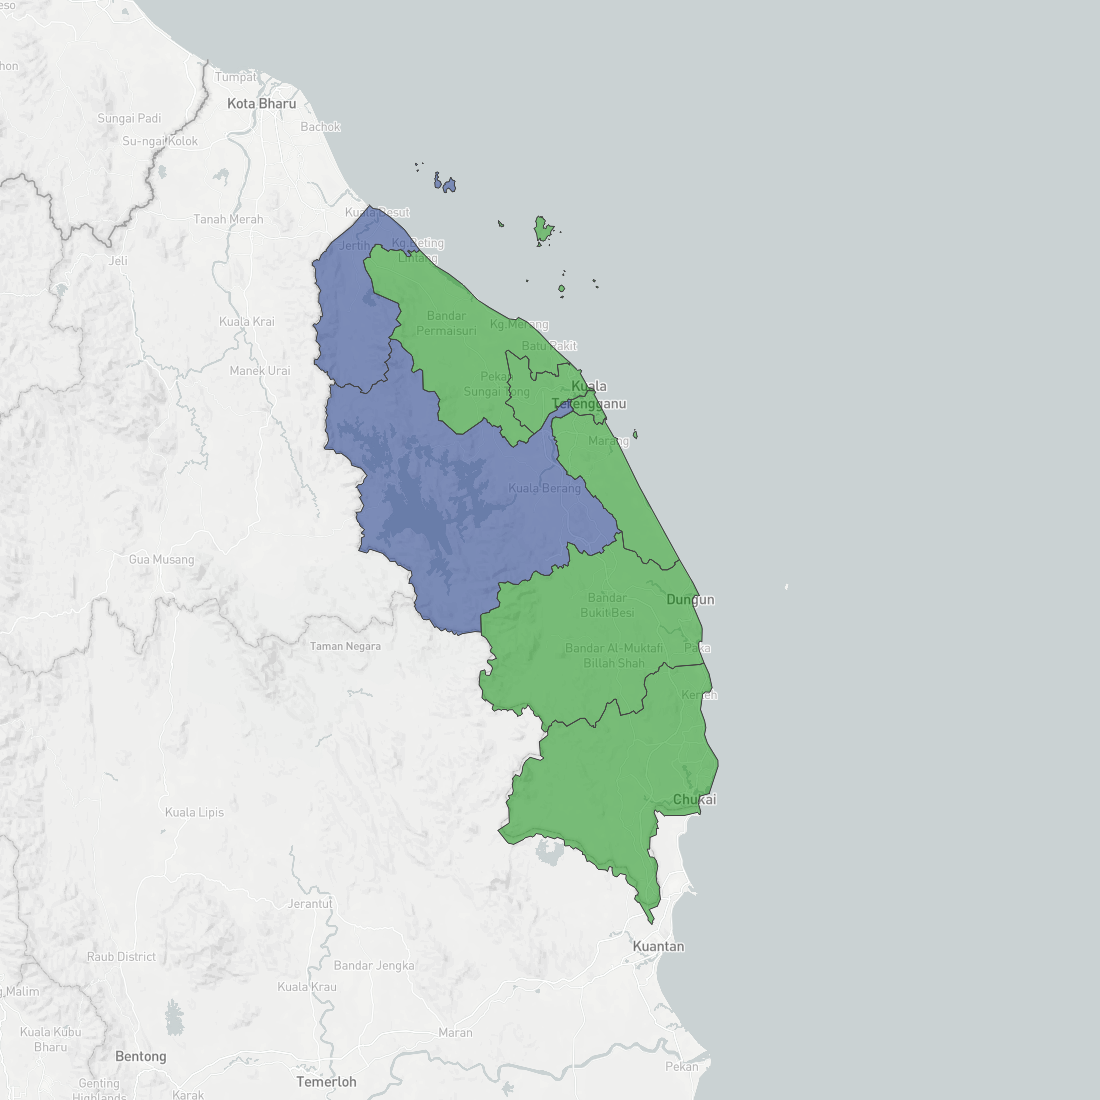 Tumpat
Kota Bharu
Sungai Padi
Bachok
Su-ngai Kolok
Kuala Besut
Tanah Merah
Jertih
Kg.Beting
Lintang
Jeli
Kuala Krai
Bandar
Permaisuri
Kg.Merang
Batu Rakit
Manek Urai
Pekan
Sungai Tong
Kuala
Terengganu
Marang
Kuala Berang
Gua Musang
Bandar
Bukit Besi
Dungun
Taman Negara
Bandar Al-Muktafi
Billah Shah
Paka
Kerteh
Chukai
Kuala Lipis
Jerantut
Kuantan
Raub District
Bandar Jengka
Kuala Krau
Maran
Kuala Kubu
Bharu
Bentong
Pekan
Temerloh
Genting
Highlands
Karak